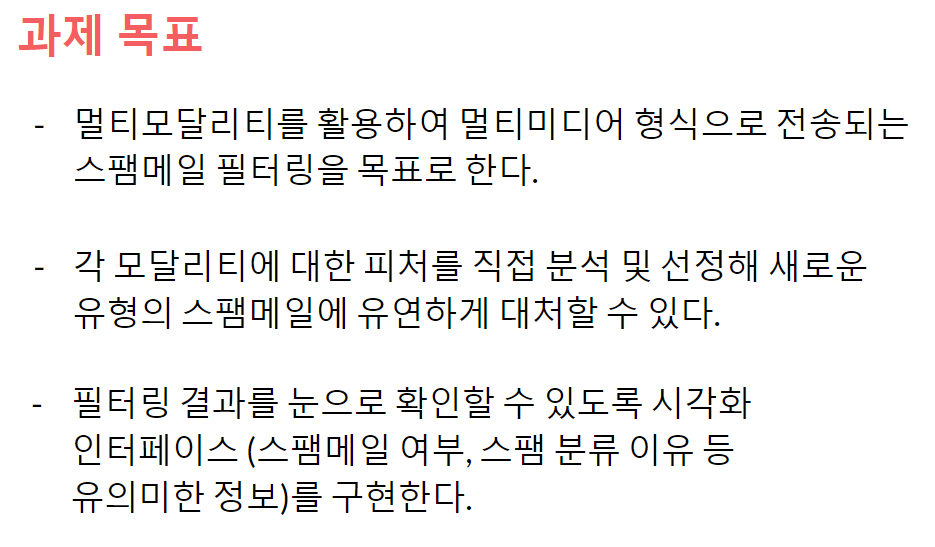 과제 목표
- 멀티모달리티를 활용하여 멀티미디어 형식으로 전송되는
스팸메일 필터링을 목표로 한다.
- 각 모달리티에 대한 피처를 직접 분석 및 선정해 새로운
유형의 스팸메일에 유연하게 대처할 수 있다.
- 필터링 결과를 눈으로 확인할 수 있도록 시각화
인터페이스 (스팸메일 여부, 스팸 분류 이유 등
유의미한 정보)를 구현한다.